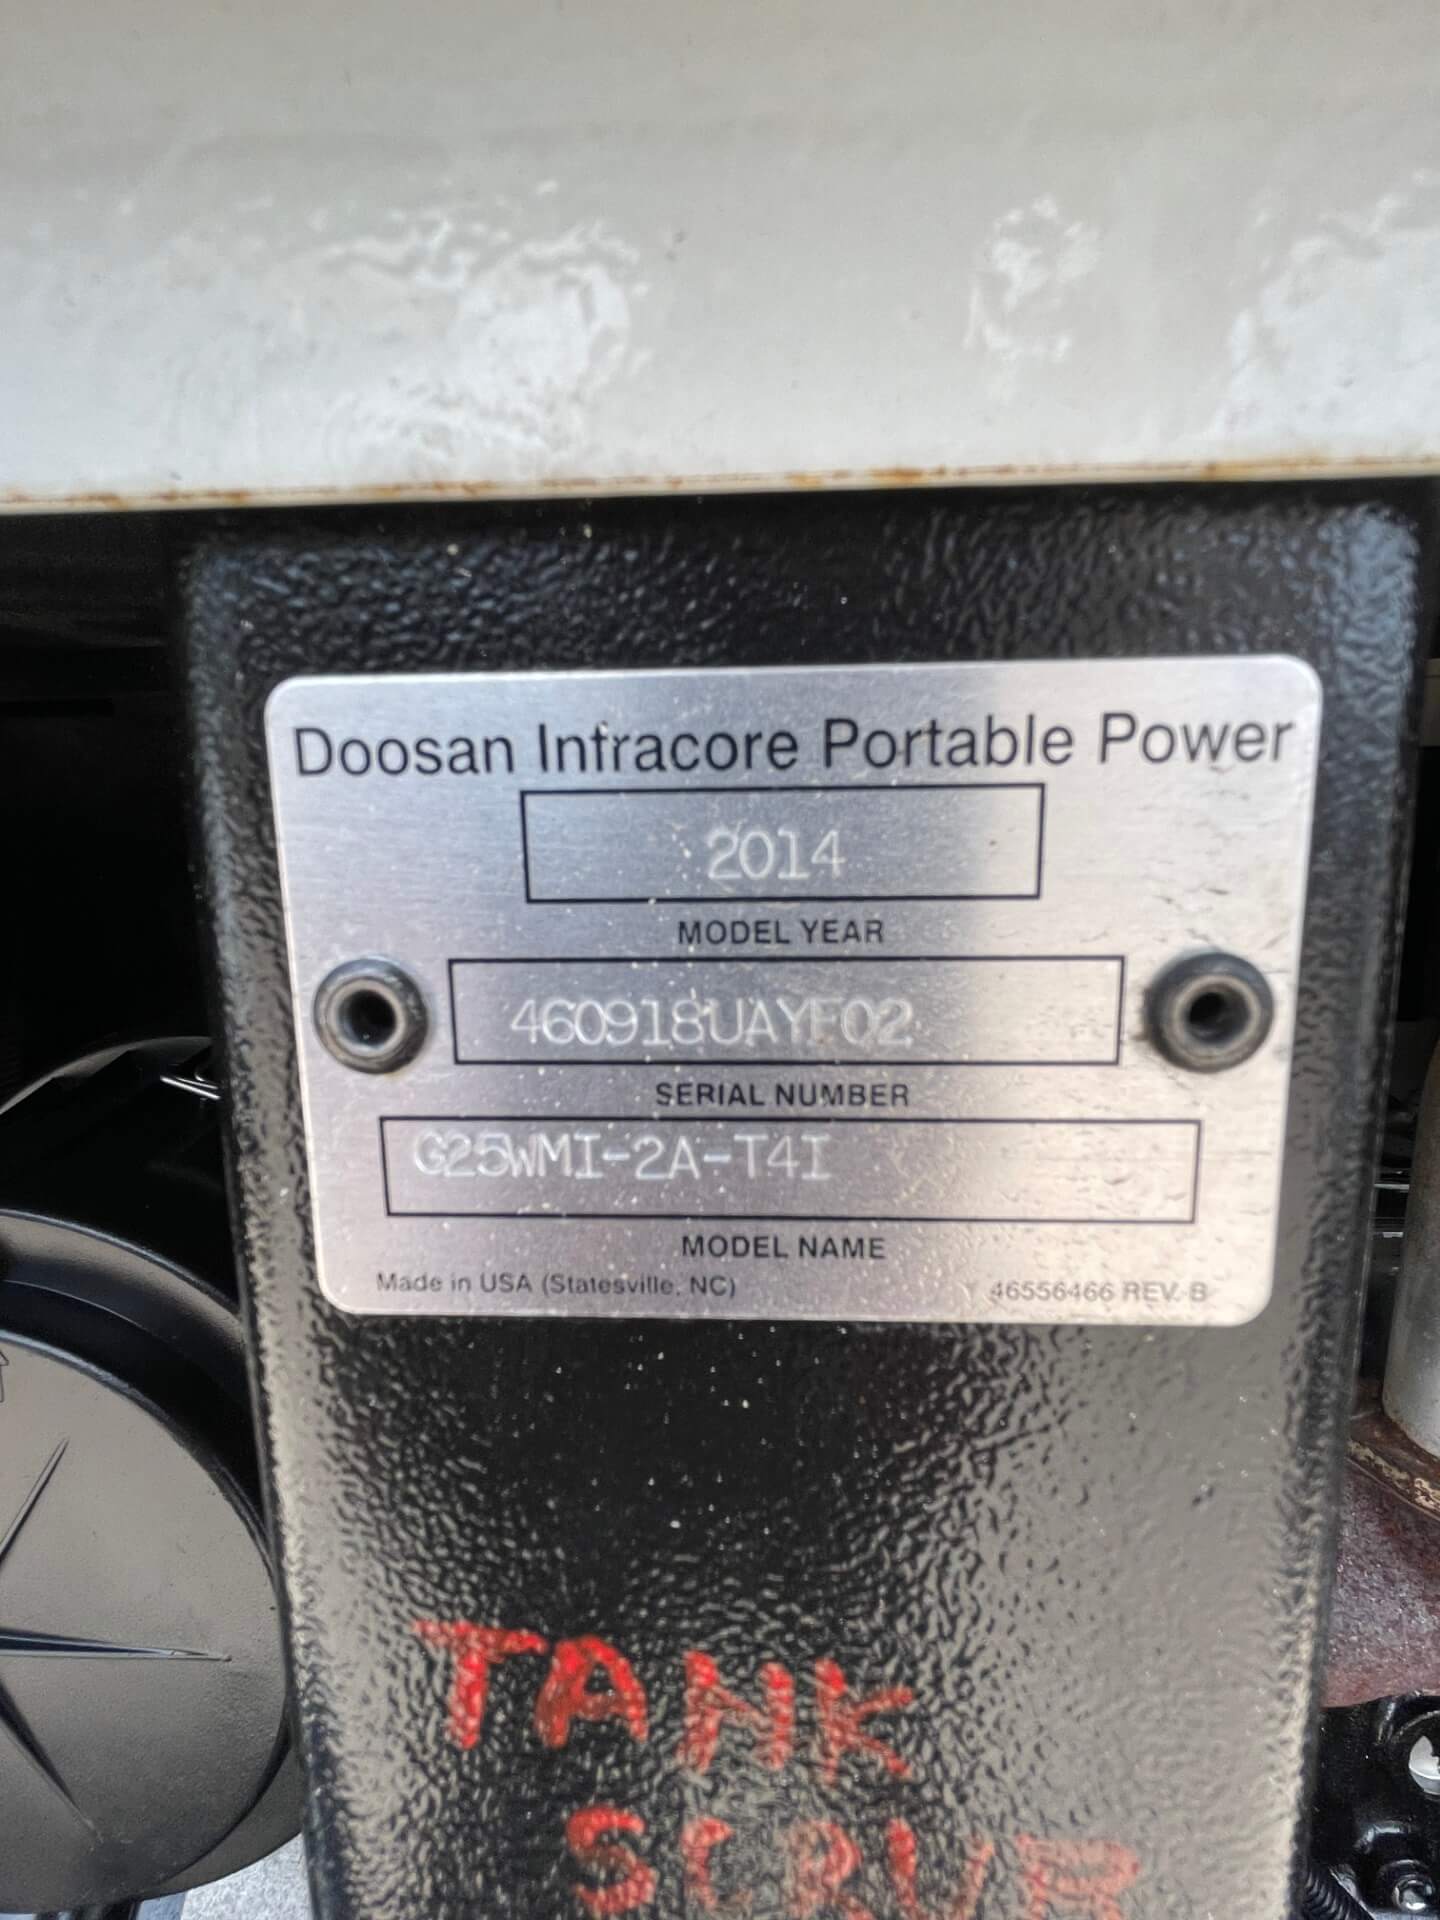 Doosan Infracore Portable Power
2014
MODEL YEAR
460918UAYF02
SERIAL NUMBER
G25WMI-2A-T4I
MODEL NAME
Made in USA (Statesville, NC) 46556466 REV. B
TANK
SCRUB